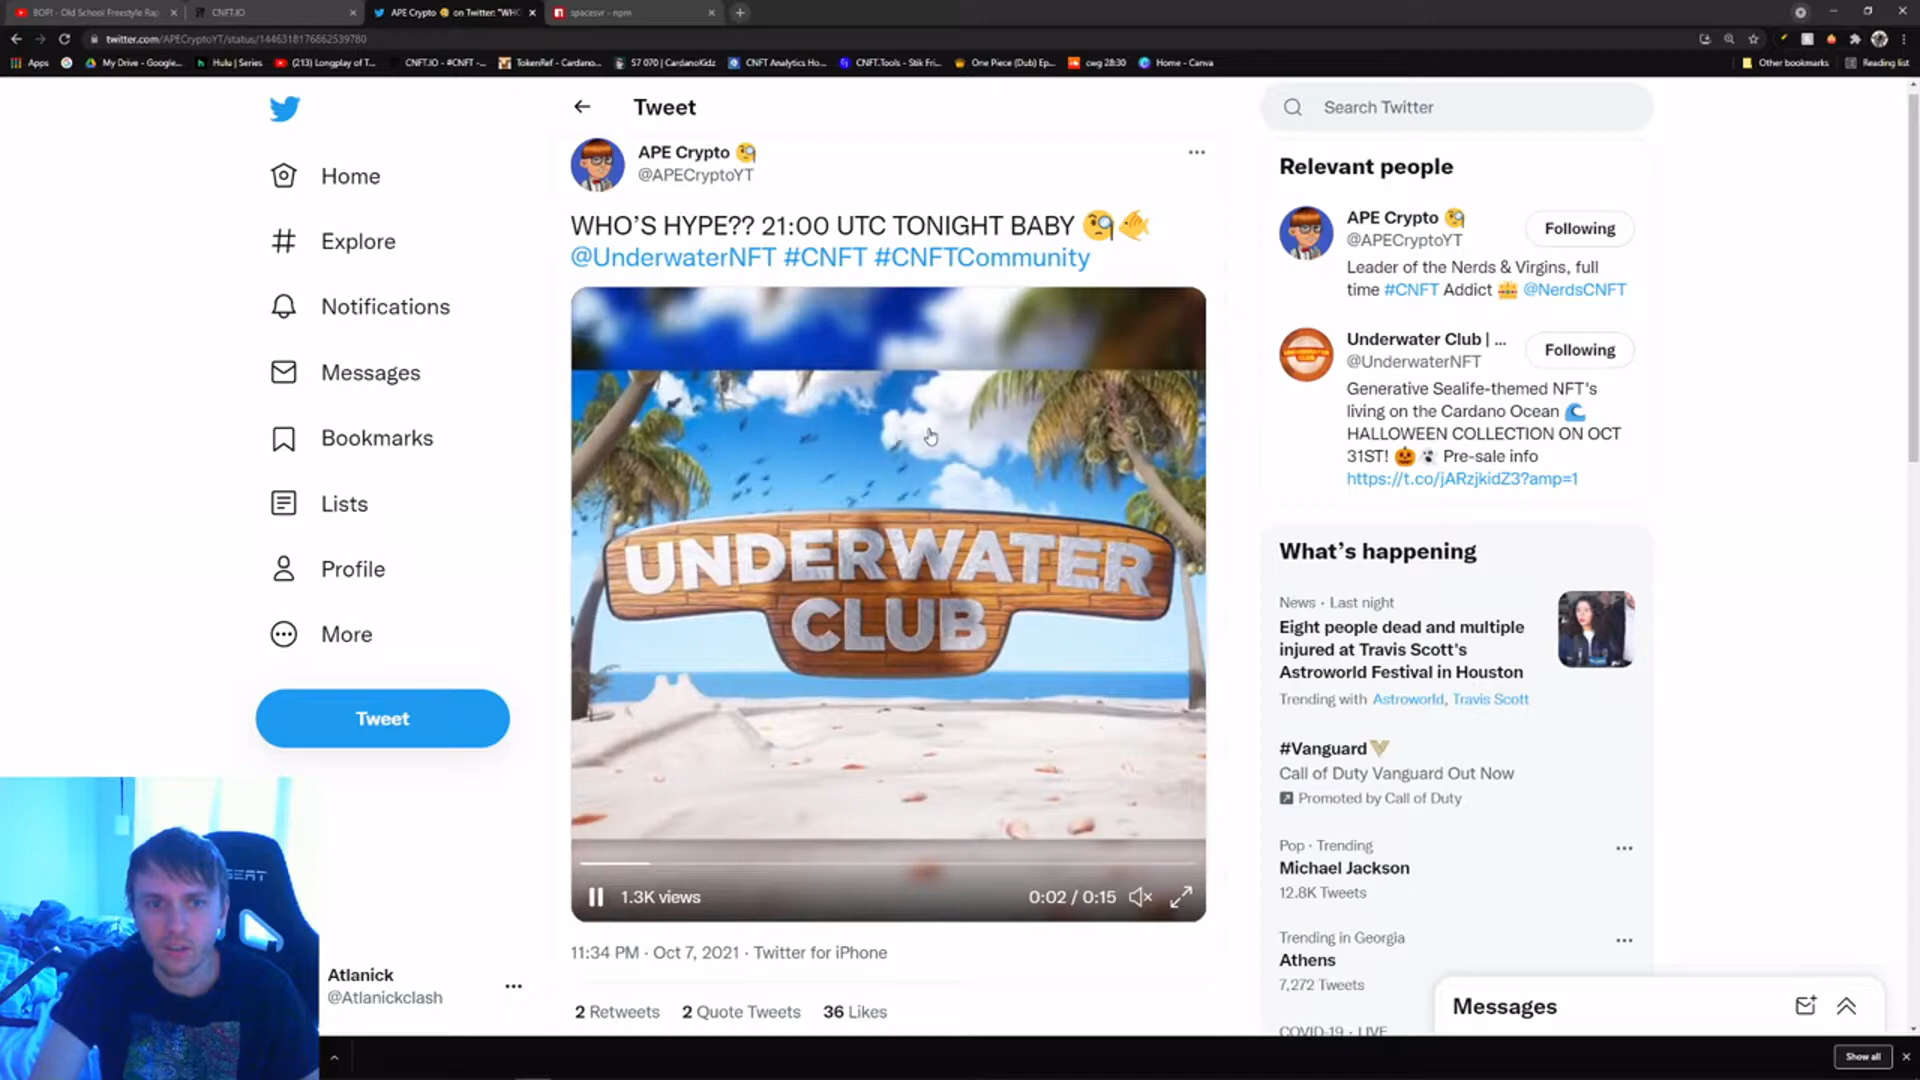 BOP! - Old School Freestyle Rap
CNFT.IO
APE Crypto 🧐 on Twitter: "WHO'
spacesvr - npm
twitter.com/APECryptoYT/status/1446318176862539780
Apps
My Drive - Google...
Hulu | Series
(213) Longplay of T...
CNFT.IO - #CNFT -...
TokenRef - Cardano...
S7 070 | CardanoKidz
CNFT Analytics Ho...
CNFT.Tools - Stik Fri...
One Piece (Dub) Ep...
cwg 28:30
Home - Canva
Other bookmarks
Reading list
Home
Explore
Notifications
Messages
Bookmarks
Lists
Profile
More
Tweet
Atlanick
@Atlanickclash
Tweet
APE Crypto 🧐
@APECryptoYT
WHO'S HYPE?? 21:00 UTC TONIGHT BABY 🧐🐠
@UnderwaterNFT #CNFT #CNFTCommunity
UNDERWATER
CLUB
1.3K views
0:02 / 0:15
11:34 PM · Oct 7, 2021 · Twitter for iPhone
2 Retweets 2 Quote Tweets 36 Likes
Search Twitter
Relevant people
APE Crypto 🧐
@APECryptoYT
Following
Leader of the Nerds & Virgins, full
time #CNFT Addict 👑 @NerdsCNFT
Underwater Club | ...
@UnderwaterNFT
Following
Generative Sealife-themed NFT's
living on the Cardano Ocean 🌊
HALLOWEEN COLLECTION ON OCT
31ST! 🎃👻 Pre-sale info
https://t.co/jARzjkidZ3?amp=1
What's happening
News · Last night
Eight people dead and multiple
injured at Travis Scott's
Astroworld Festival in Houston
Trending with Astroworld, Travis Scott
#Vanguard
Call of Duty Vanguard Out Now
Promoted by Call of Duty
Pop · Trending
Michael Jackson
12.8K Tweets
Trending in Georgia
Athens
7,272 Tweets
COVID-19 · LIVE
Messages
Show all